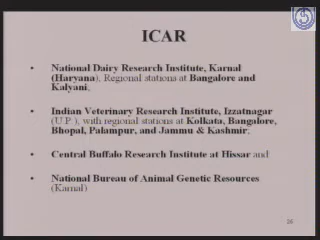 ICAR
• National Dairy Research Institute, Karnal
(Haryana), Regional stations at Bangalore and
Kalyani,
• Indian Veterinary Research Institute, Izzatnagar
(U.P.), with regional stations at Kolkata, Bangalore,
Bhopal, Palampur, and Jammu & Kashmir,
• Central Buffalo Research Institute at Hissar and
• National Bureau of Animal Genetic Resources
(Karnal)